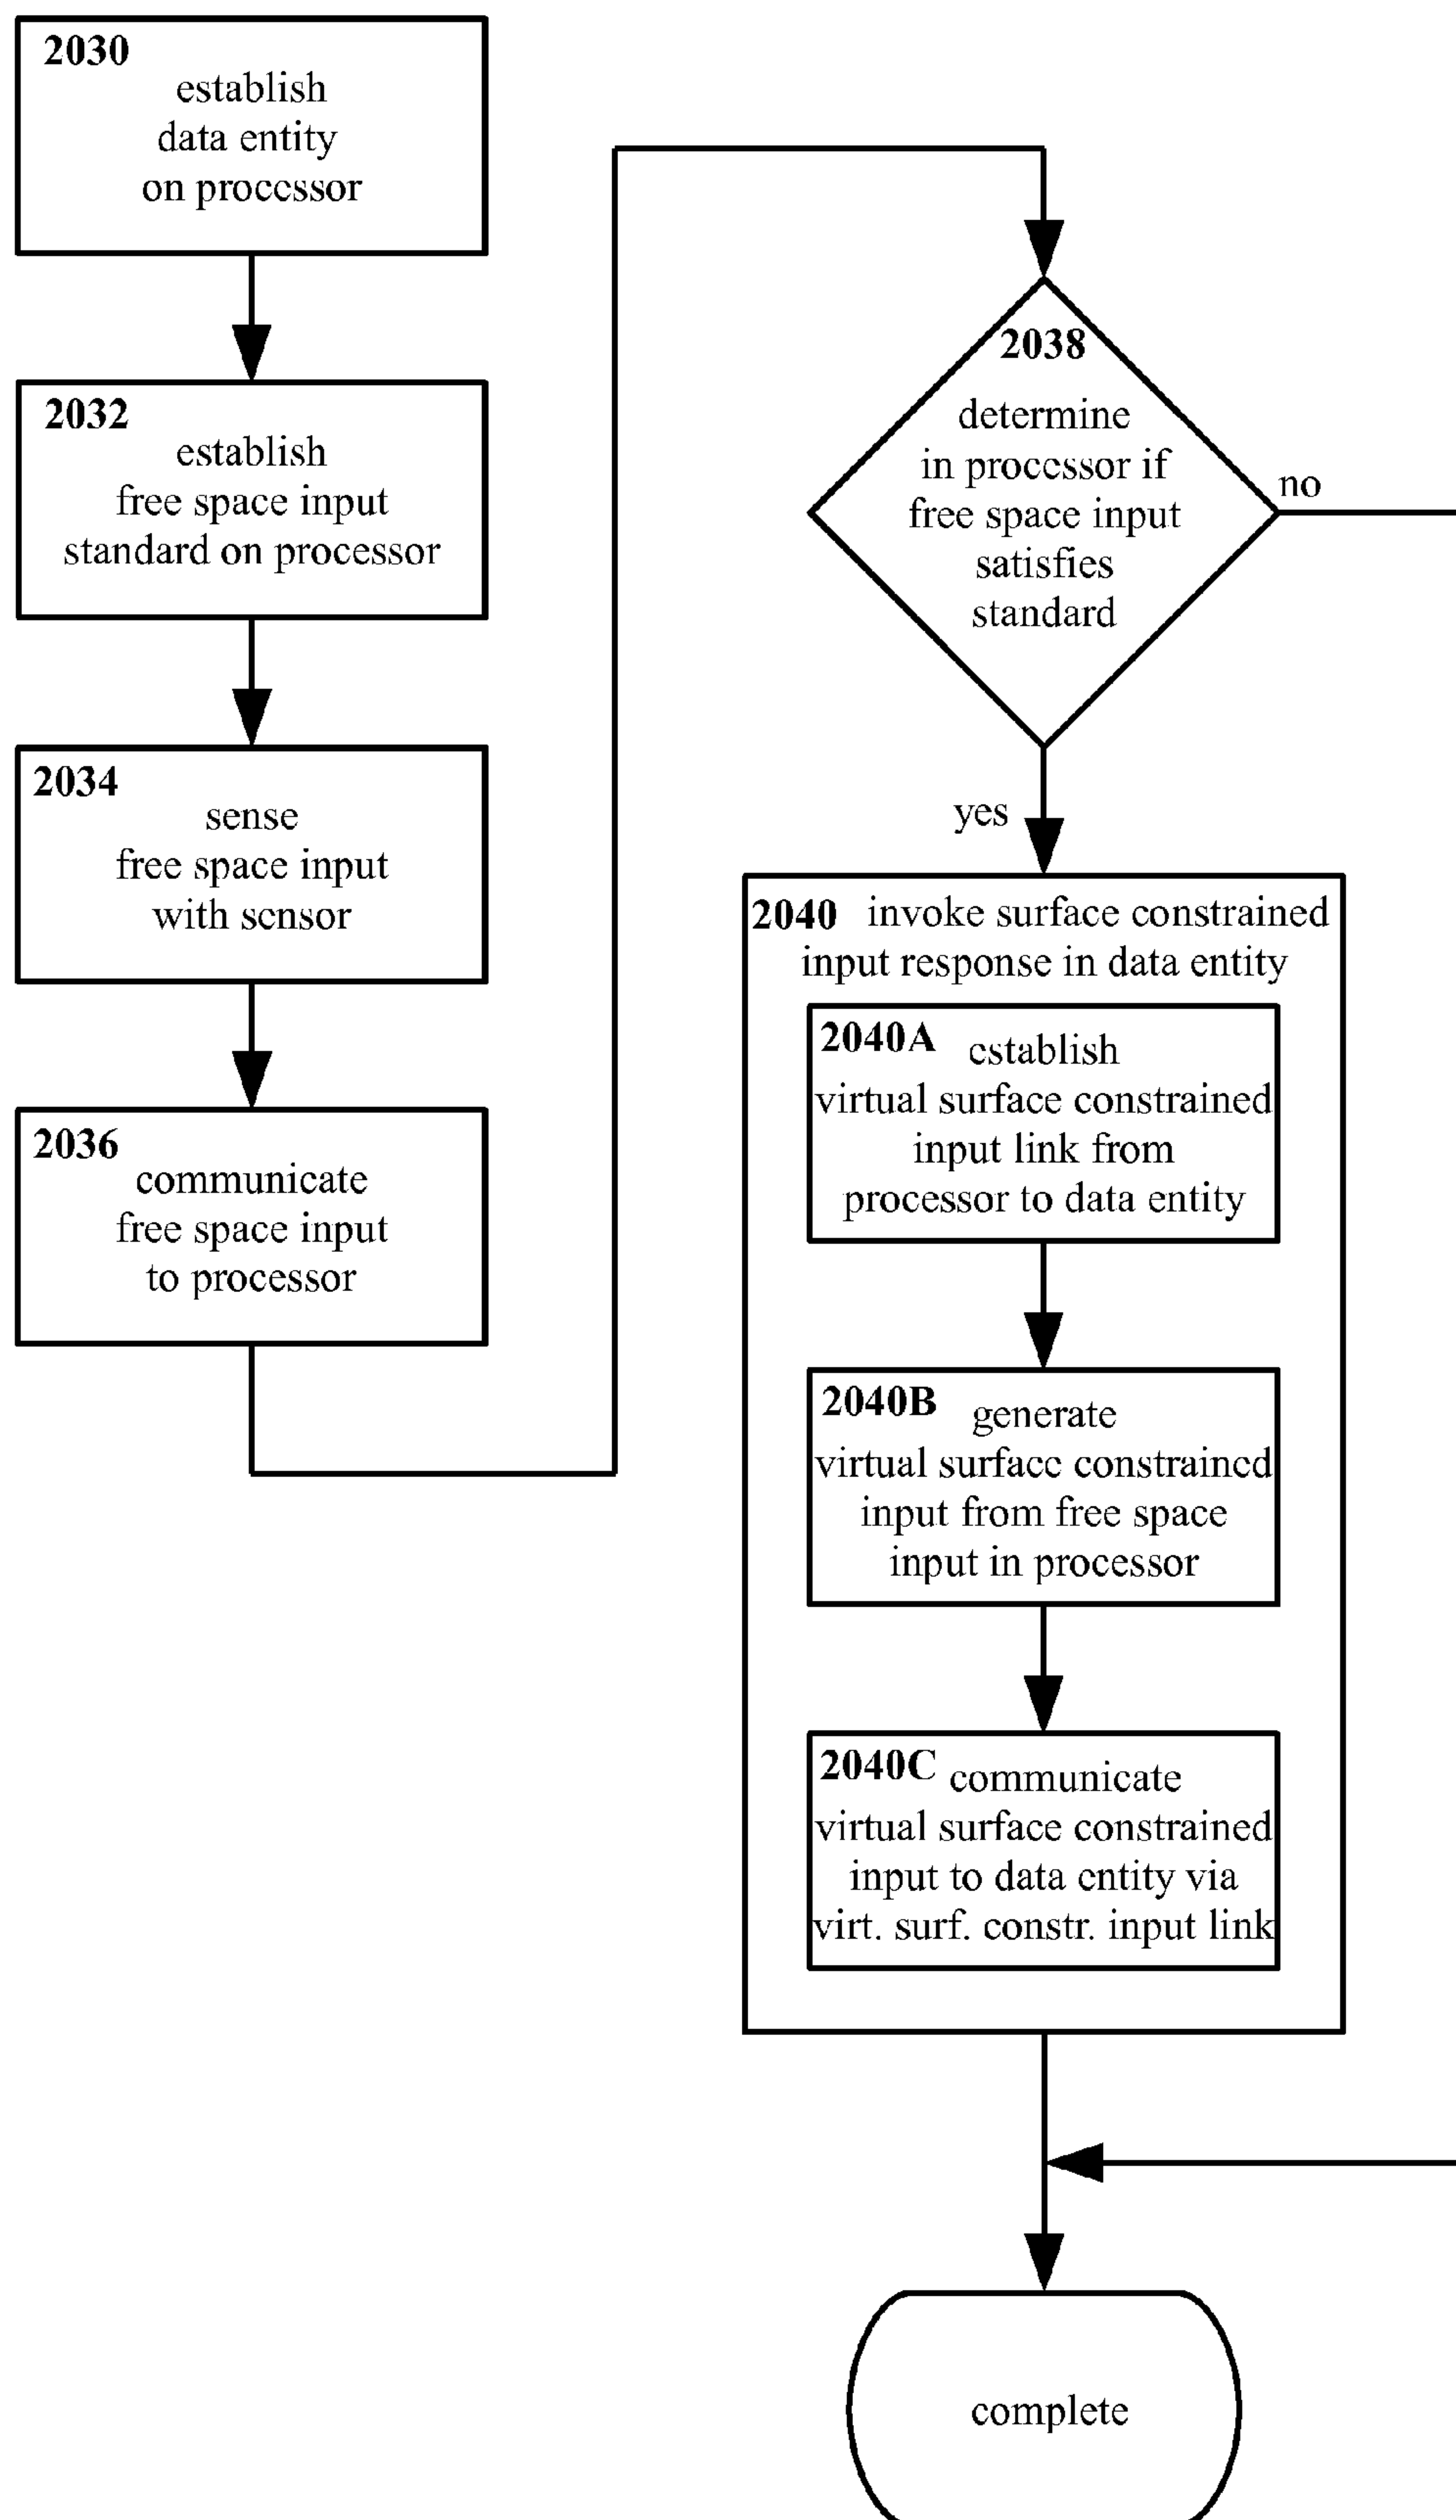 2030
establish
data entity
on processor
2032
establish
free space input
standard on processor
2034
sense
free space input
with sensor
2036
communicate
free space input
to processor
2038
determine
in processor if
free space input
satisfies
standard
no
yes
2040 invoke surface constrained
input response in data entity
2040A establish
virtual surface constrained
input link from
processor to data entity
2040B generate
virtual surface constrained
input from free space
input in processor
2040C communicate
virtual surface constrained
input to data entity via
virt. surf. constr. input link
complete